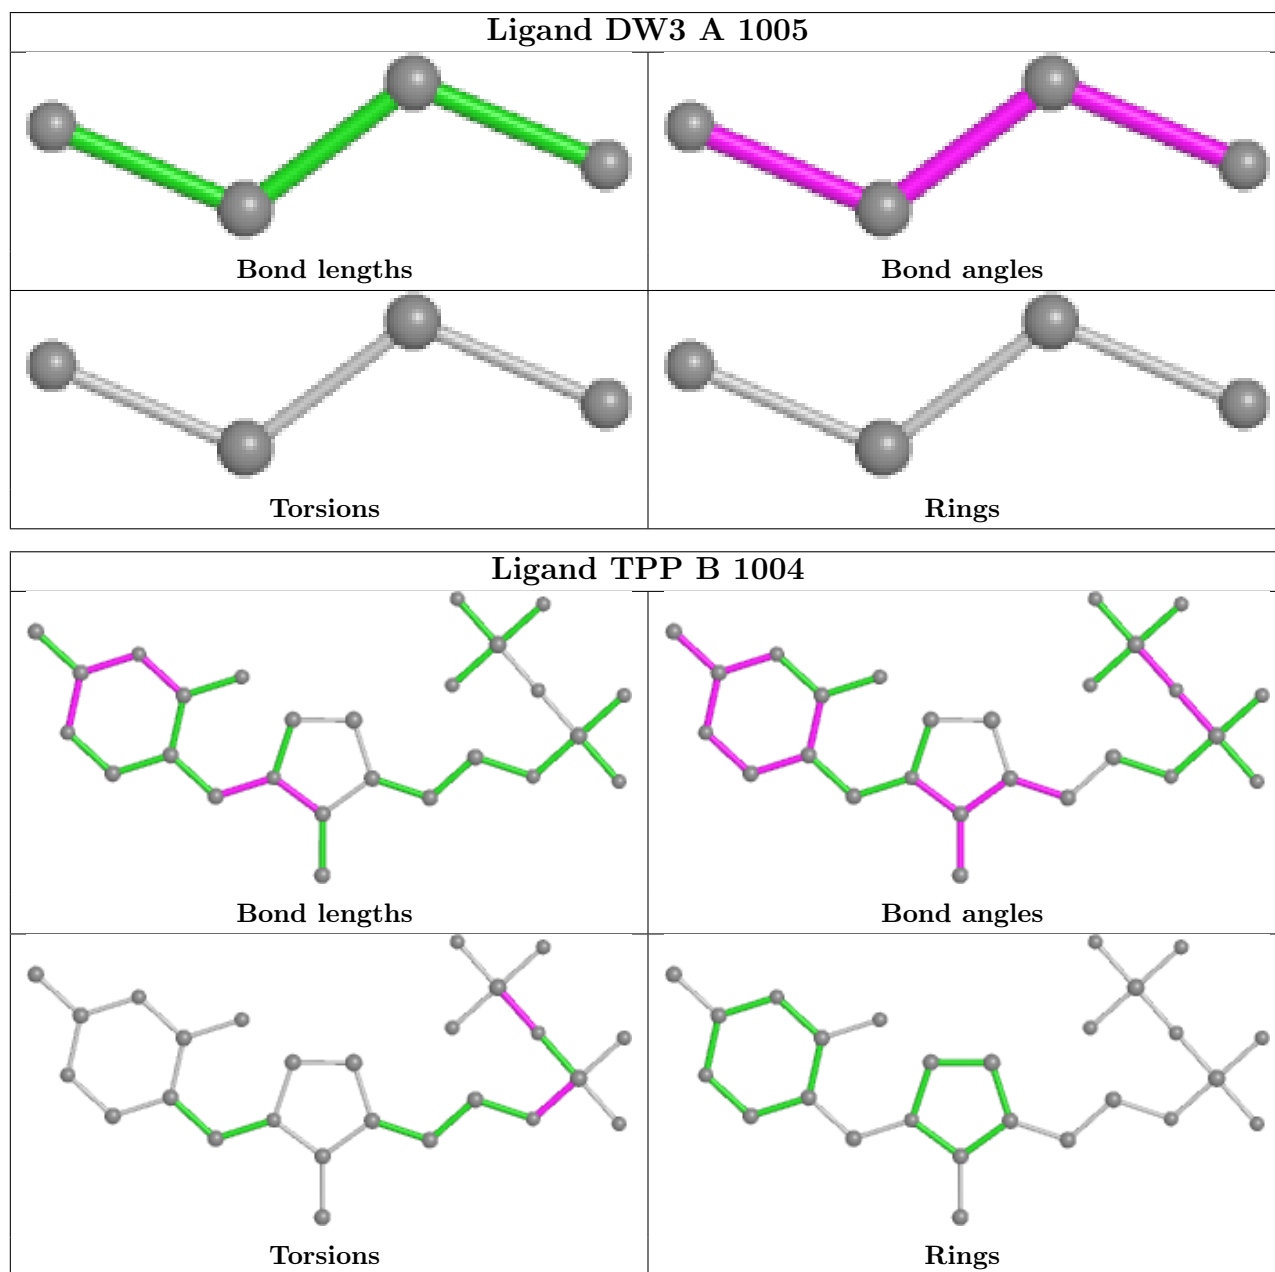 Ligand DW3 A 1005
Bond lengths
Bond angles
Torsions
Rings
Ligand TPP B 1004
Bond lengths
Bond angles
Torsions
Rings